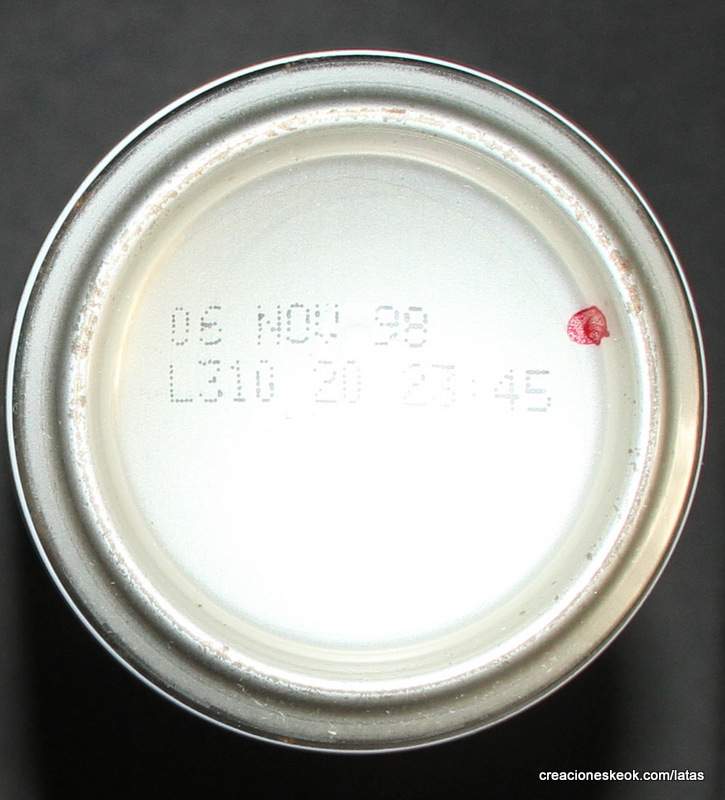 06 NOV 98
L310 20 23:45
creacioneskeok.com/latas